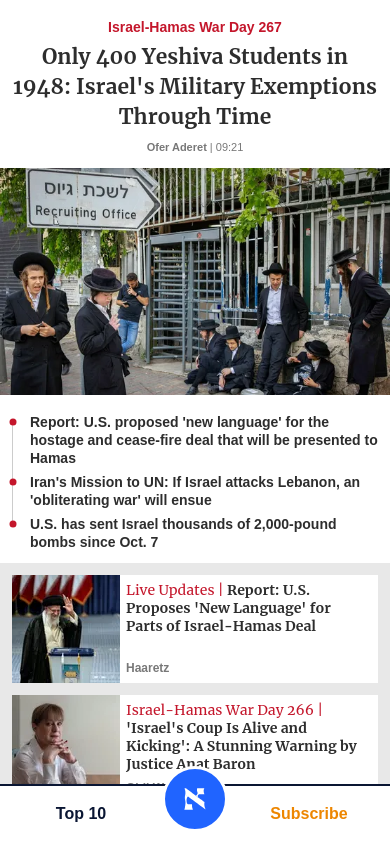 Israel-Hamas War Day 267
Only 400 Yeshiva Students in
1948: Israel's Military Exemptions
Through Time
Ofer Aderet | 09:21
לשכת גיוס
Recruiting Office
Report: U.S. proposed 'new language' for the
hostage and cease-fire deal that will be presented to
Hamas
Iran's Mission to UN: If Israel attacks Lebanon, an
'obliterating war' will ensue
U.S. has sent Israel thousands of 2,000-pound
bombs since Oct. 7
Live Updates | Report: U.S.
Proposes 'New Language' for
Parts of Israel-Hamas Deal
Haaretz
Israel-Hamas War Day 266 |
'Israel's Coup Is Alive and
Kicking': A Stunning Warning by
Justice Anat Baron
Top 10
Subscribe